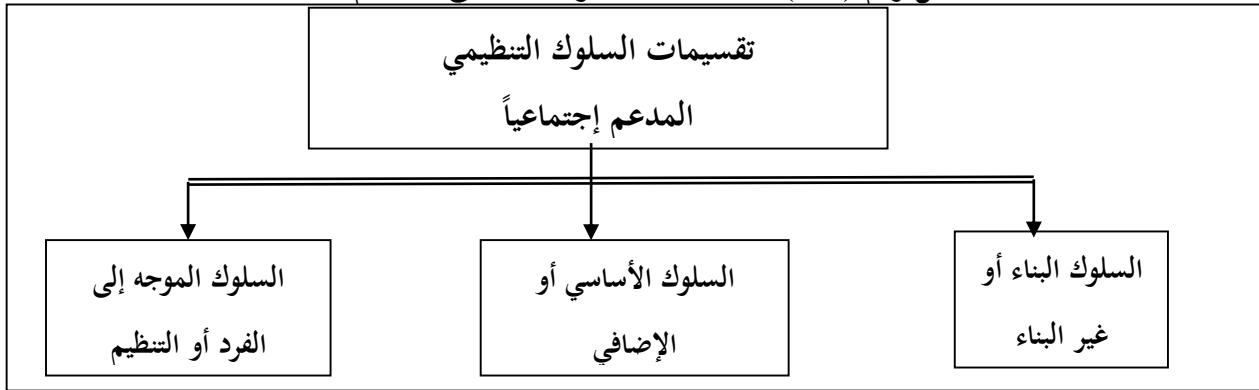 تقسيمات السلوك التنظيمي
المدعم إجتماعياً
السلوك البناء أو
غير البناء
السلوك الأساسي أو
الإضافي
السلوك الموجه إلى
الفرد أو التنظيم